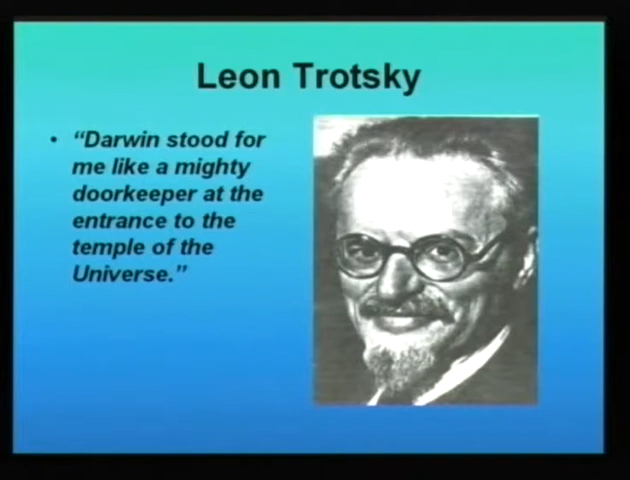 Leon Trotsky
• “Darwin stood for
me like a mighty
doorkeeper at the
entrance to the
temple of the
Universe.”